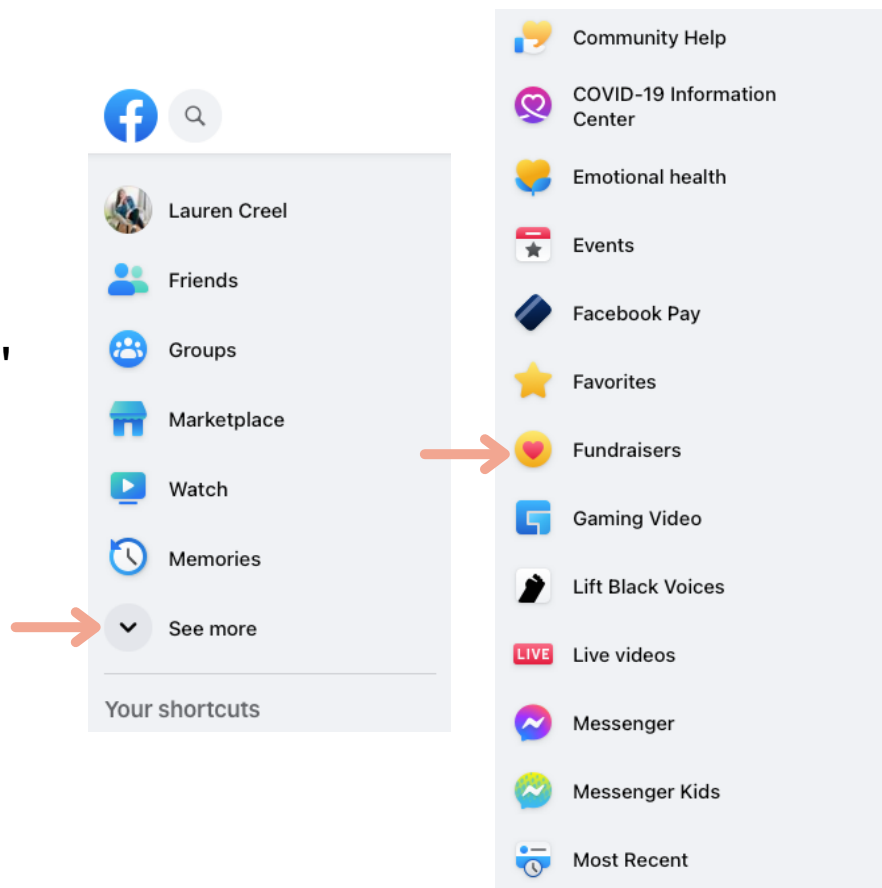 "
Lauren Creel
Friends
Groups
Marketplace
Watch
Memories
See more
Your shortcuts
Community Help
COVID-19 Information
Center
Emotional health
Events
Facebook Pay
Favorites
Fundraisers
Gaming Video
Lift Black Voices
LIVE
Live videos
Messenger
Messenger Kids
Most Recent